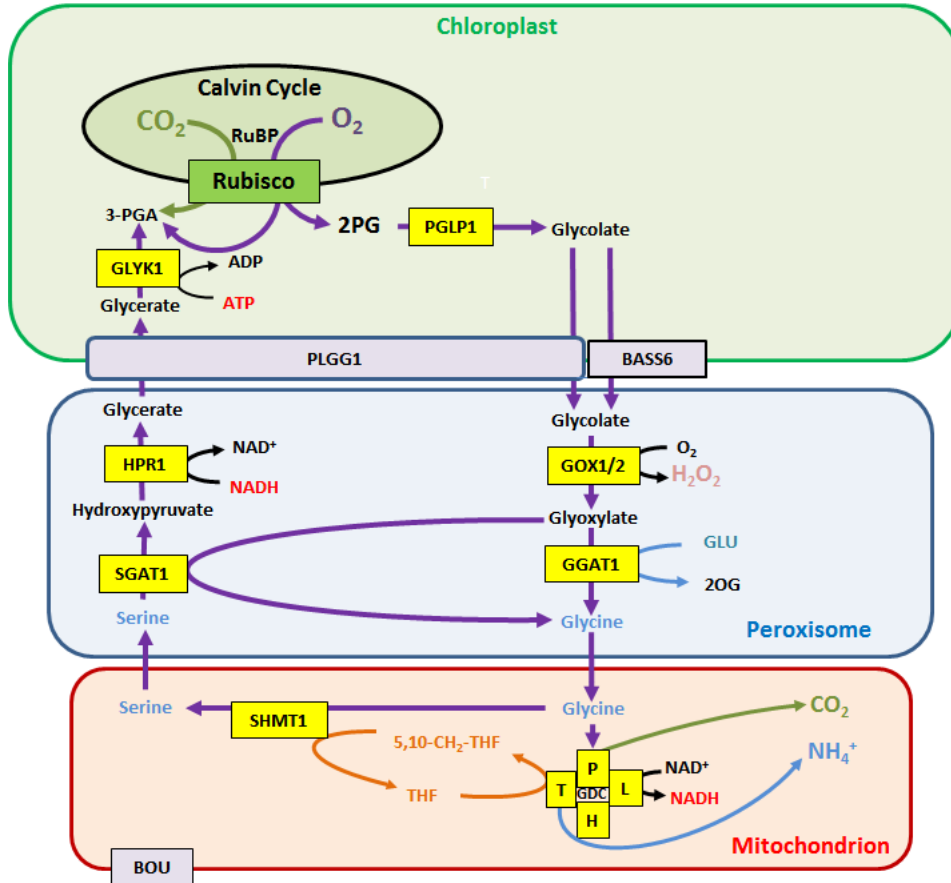 Chloroplast
Calvin Cycle
CO₂
RuBP
O₂
Rubisco
T
3-PGA
2PG
PGLP1
Glycolate
GLYK1
ADP
Glycerate
ATP
PLGG1
BASS6
Glycerate
Glycolate
HPR1
NAD⁺
NADH
GOX1/2
O₂
H₂O₂
Hydroxypyruvate
Glyoxylate
SGAT1
GGAT1
GLU
2OG
Serine
Glycine
Peroxisome
Serine
SHMT1
Glycine
CO₂
5,10-CH₂-THF
THF
P
T
GDC
L
H
NAD⁺
NADH
NH₄⁺
Mitochondrion
BOU